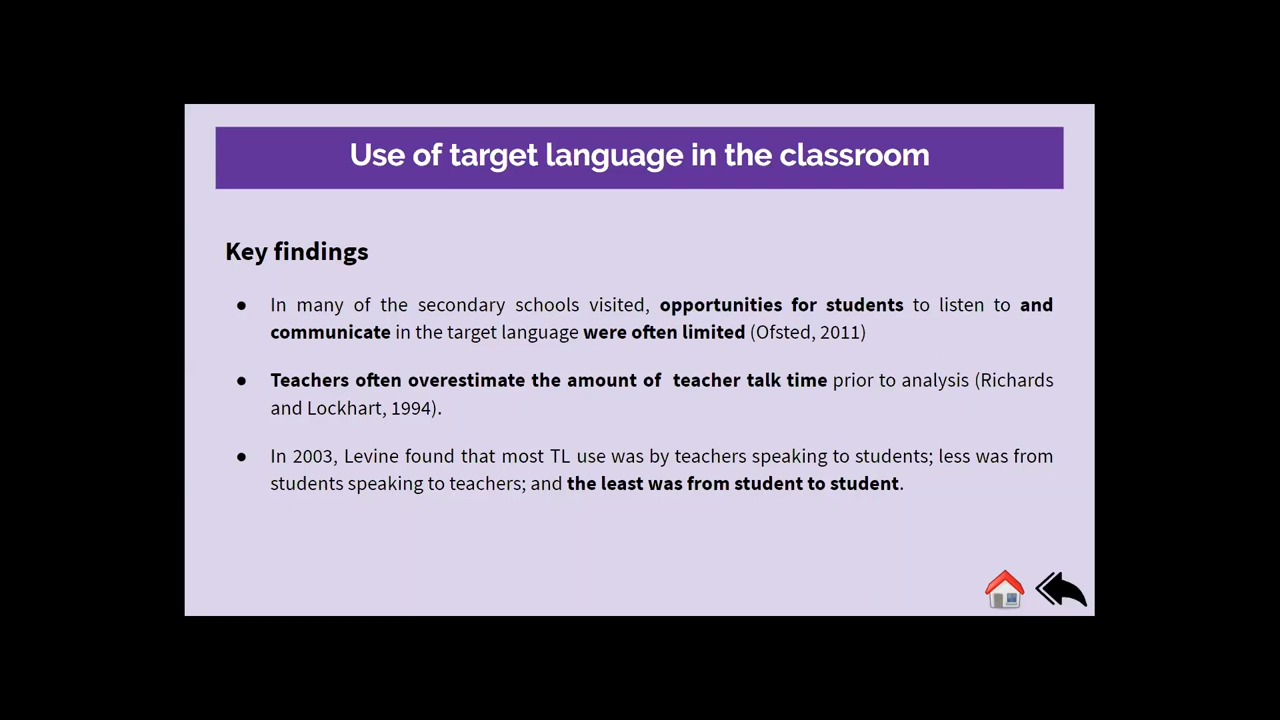 Use of target language in the classroom
Key findings
● In many of the secondary schools visited, opportunities for students to listen to and
communicate in the target language were often limited (Ofsted, 2011)
● Teachers often overestimate the amount of  teacher talk time prior to analysis (Richards
and Lockhart, 1994).
● In 2003, Levine found that most TL use was by teachers speaking to students; less was from
students speaking to teachers; and the least was from student to student.